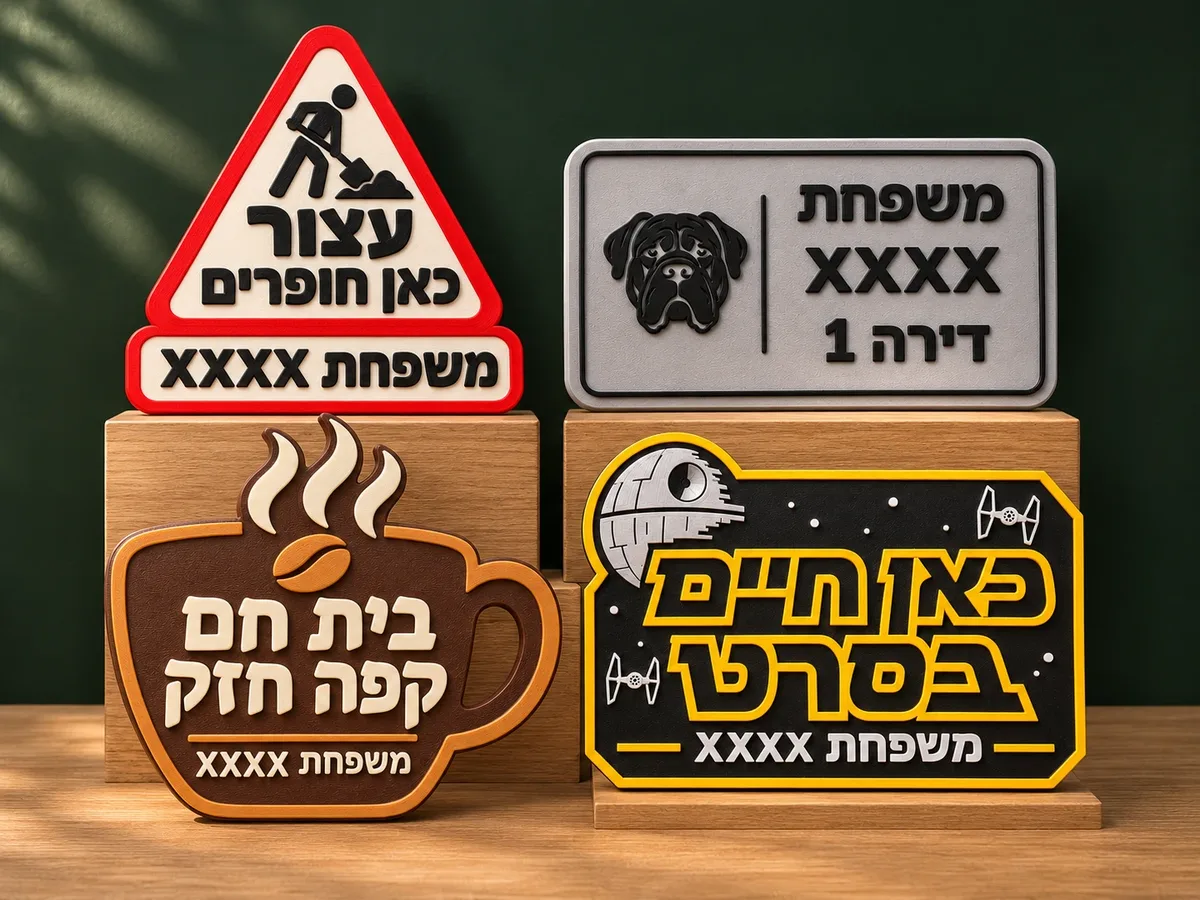 עצור
כאן חופרים
משפחת XXXX
משפחת
XXXX
דירה 1
בית חם
קפה חזק
משפחת XXXX
כאן חיים
בסרט
משפחת XXXX